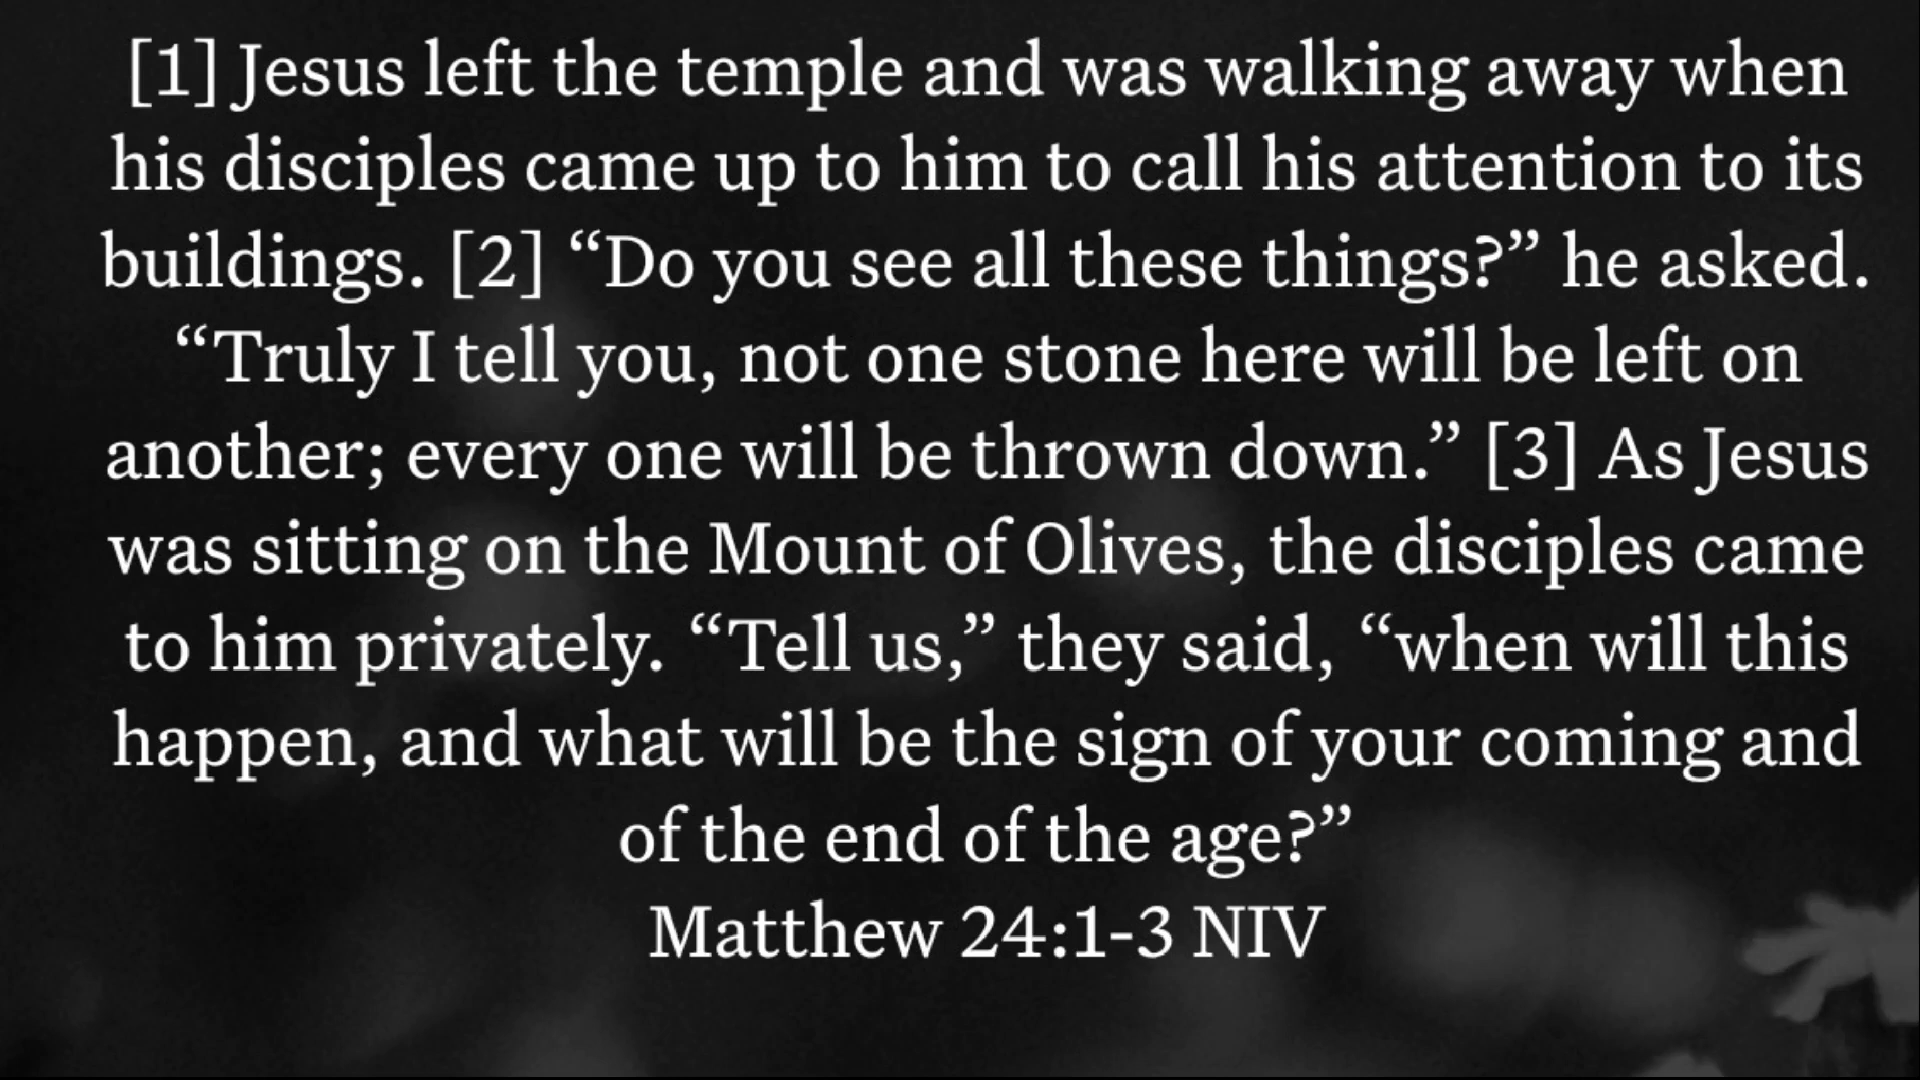 [1] Jesus left the temple and was walking away when
his disciples came up to him to call his attention to its
buildings. [2] “Do you see all these things?” he asked.
“Truly I tell you, not one stone here will be left on
another; every one will be thrown down.” [3] As Jesus
was sitting on the Mount of Olives, the disciples came
to him privately. “Tell us,” they said, “when will this
happen, and what will be the sign of your coming and
of the end of the age?”
Matthew 24:1-3 NIV